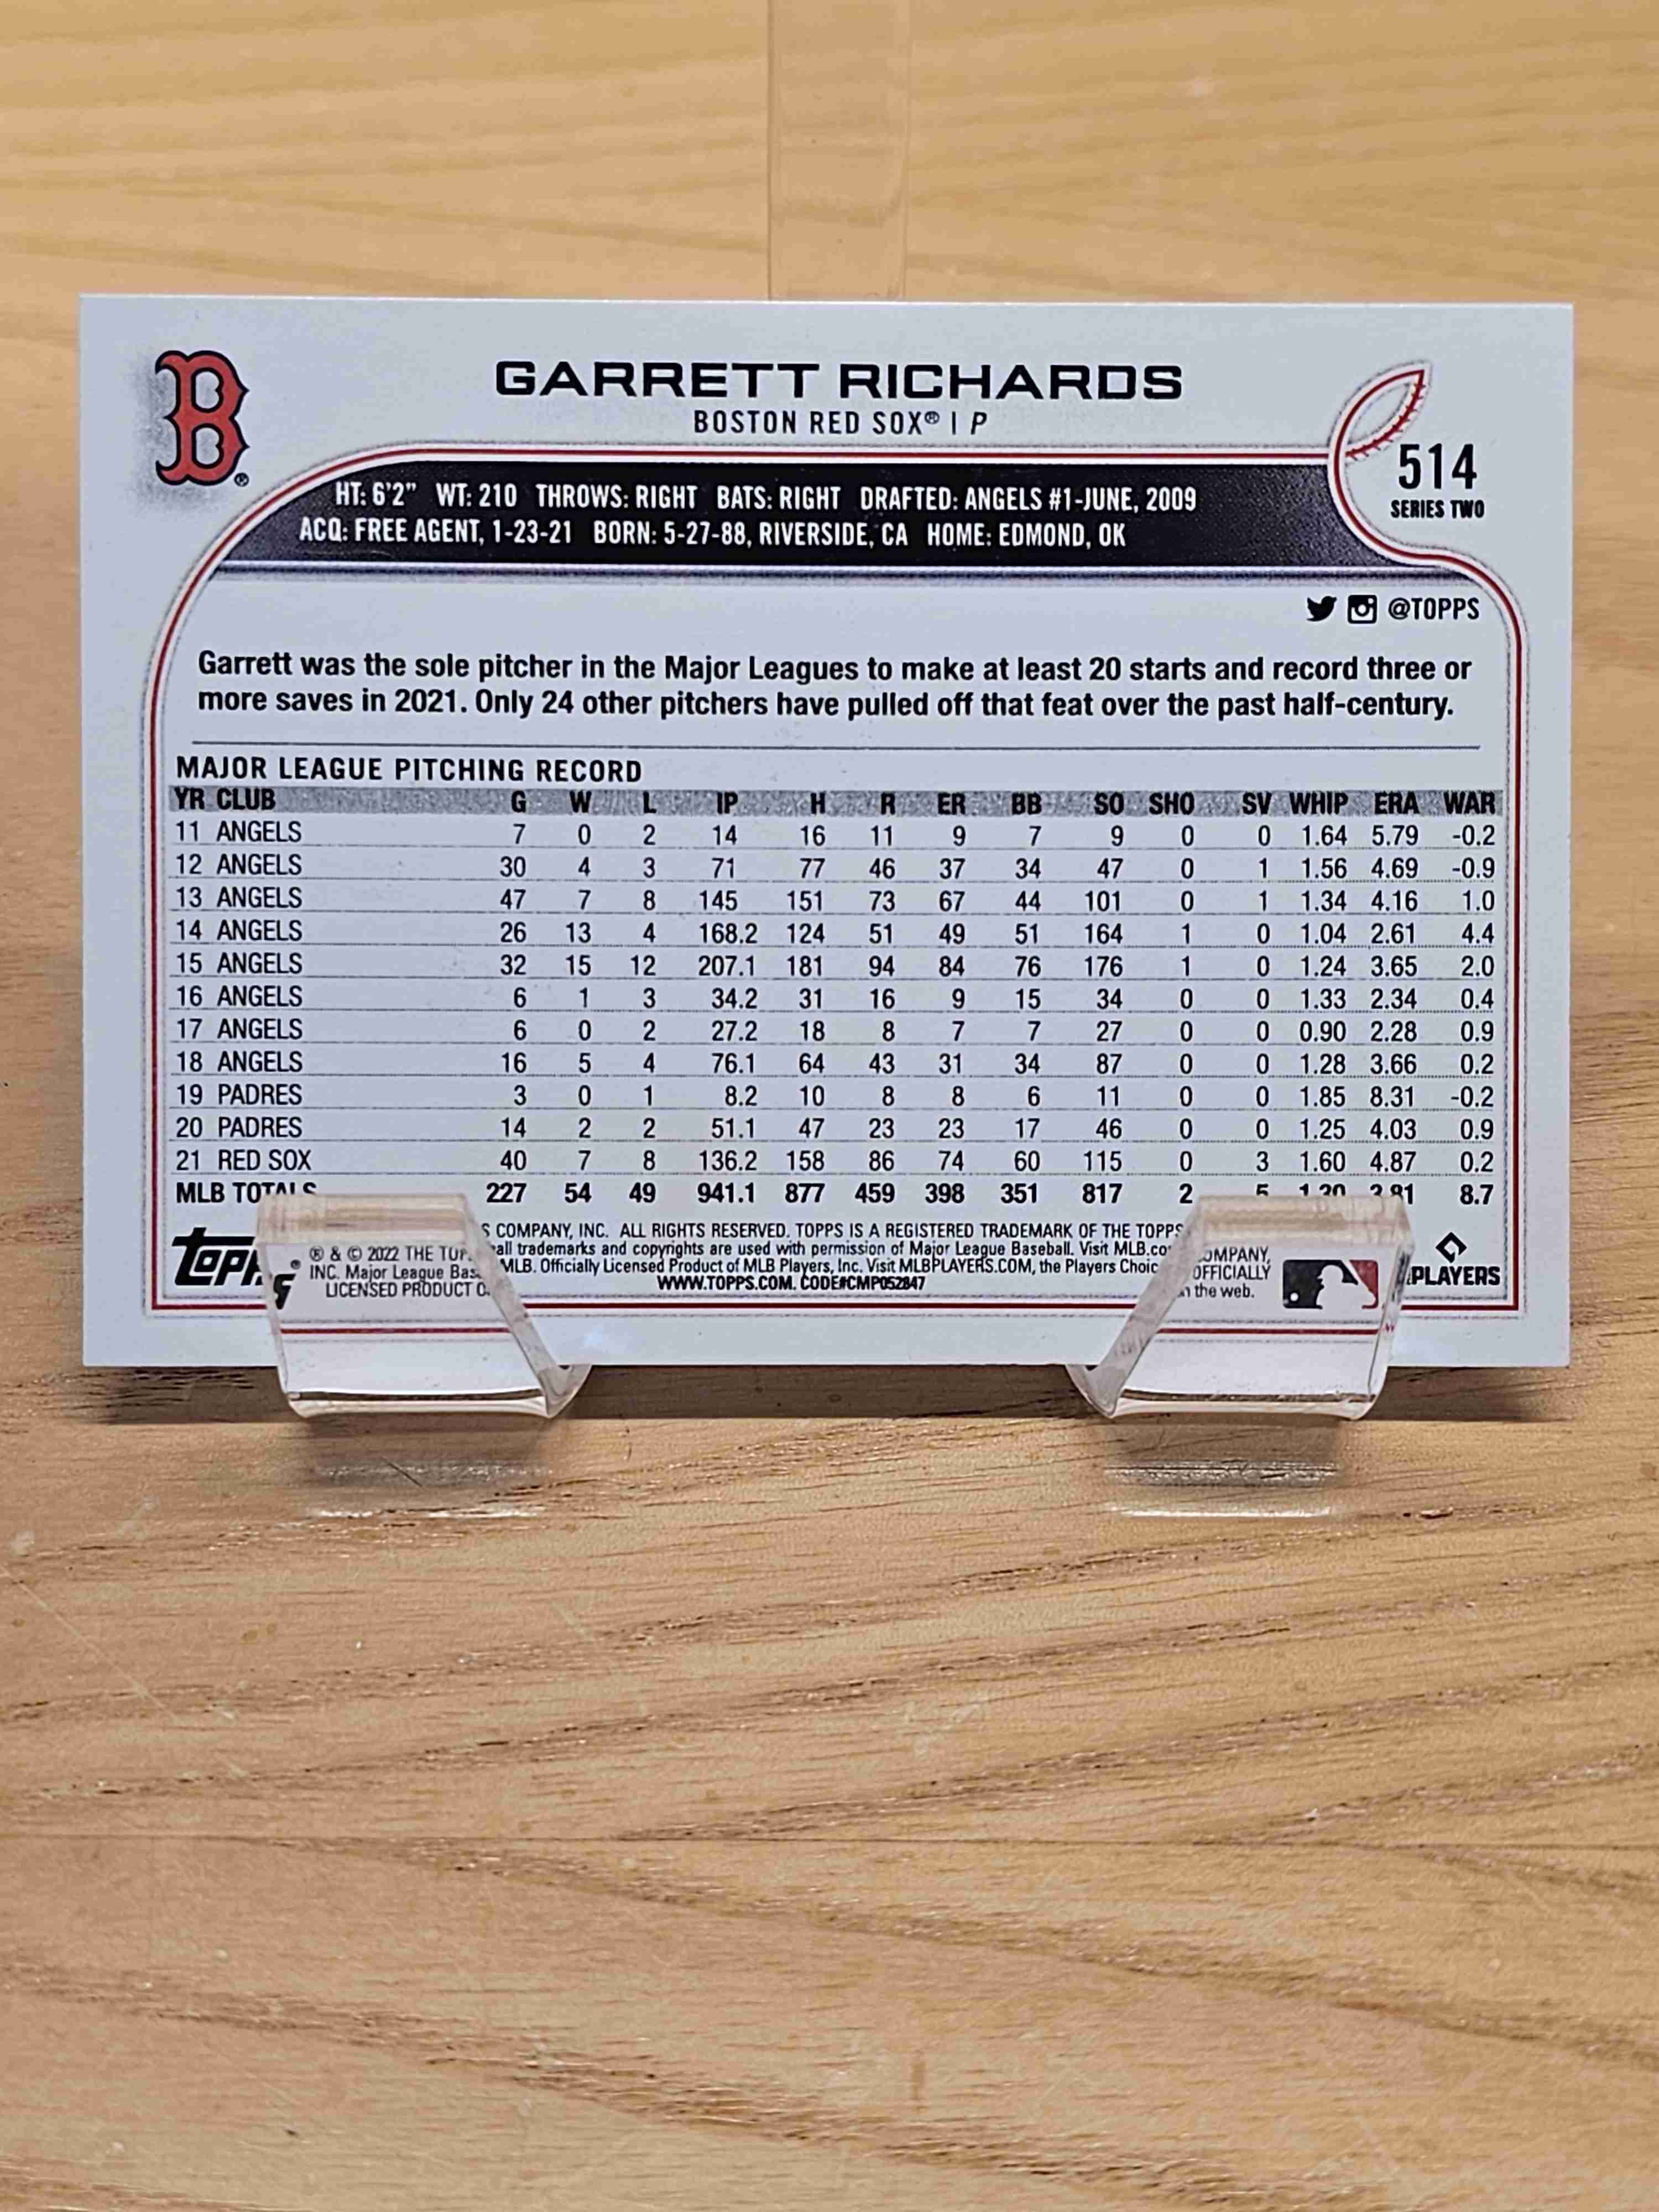 B®
GARRETT RICHARDS
BOSTON RED SOX® | P
514
SERIES TWO
HT: 6'2" WT: 210 THROWS: RIGHT BATS: RIGHT DRAFTED: ANGELS #1-JUNE, 2009
ACQ: FREE AGENT, 1-23-21 BORN: 5-27-88, RIVERSIDE, CA HOME: EDMOND, OK
@TOPPS
Garrett was the sole pitcher in the Major Leagues to make at least 20 starts and record three or
more saves in 2021. Only 24 other pitchers have pulled off that feat over the past half-century.
MAJOR LEAGUE PITCHING RECORD
YR CLUB G W L IP H R ER BB SO SHO SV WHIP ERA WAR
11 ANGELS 7 0 2 14 16 11 9 7 9 0 0 1.64 5.79 -0.2
12 ANGELS 30 4 3 71 77 46 37 34 47 0 1 1.56 4.69 -0.9
13 ANGELS 47 7 8 145 151 73 67 44 101 0 1 1.34 4.16 1.0
14 ANGELS 26 13 4 168.2 124 51 49 51 164 1 0 1.04 2.61 4.4
15 ANGELS 32 15 12 207.1 181 94 84 76 176 1 0 1.24 3.65 2.0
16 ANGELS 6 1 3 34.2 31 16 9 15 34 0 0 1.33 2.34 0.4
17 ANGELS 6 0 2 27.2 18 8 7 7 27 0 0 0.90 2.28 0.9
18 ANGELS 16 5 4 76.1 64 43 31 34 87 0 0 1.28 3.66 0.2
19 PADRES 3 0 1 8.2 10 8 8 6 11 0 0 1.85 8.31 -0.2
20 PADRES 14 2 2 51.1 47 23 23 17 46 0 0 1.25 4.03 0.9
21 RED SOX 40 7 8 136.2 158 86 74 60 115 0 3 1.60 4.87 0.2
MLB TOTALS 227 54 49 941.1 877 459 398 351 817 2 5 1.30 3.81 8.7
topps® ® & © 2022 THE COMPANY, INC. ALL RIGHTS RESERVED. TOPPS IS A REGISTERED TRADEMARK OF THE TOPPS COMPANY,
INC. Major League all trademarks and copyrights are used with permission of Major League Baseball. Visit OFFICIALLY
LICENSED PRODUCT MLB. Officially Licensed Product of MLB Players, Inc. Visit MLBPLAYERS.COM, the Players the web.
WWW.TOPPS.COM. CODE#CMP052847
PLAYERS